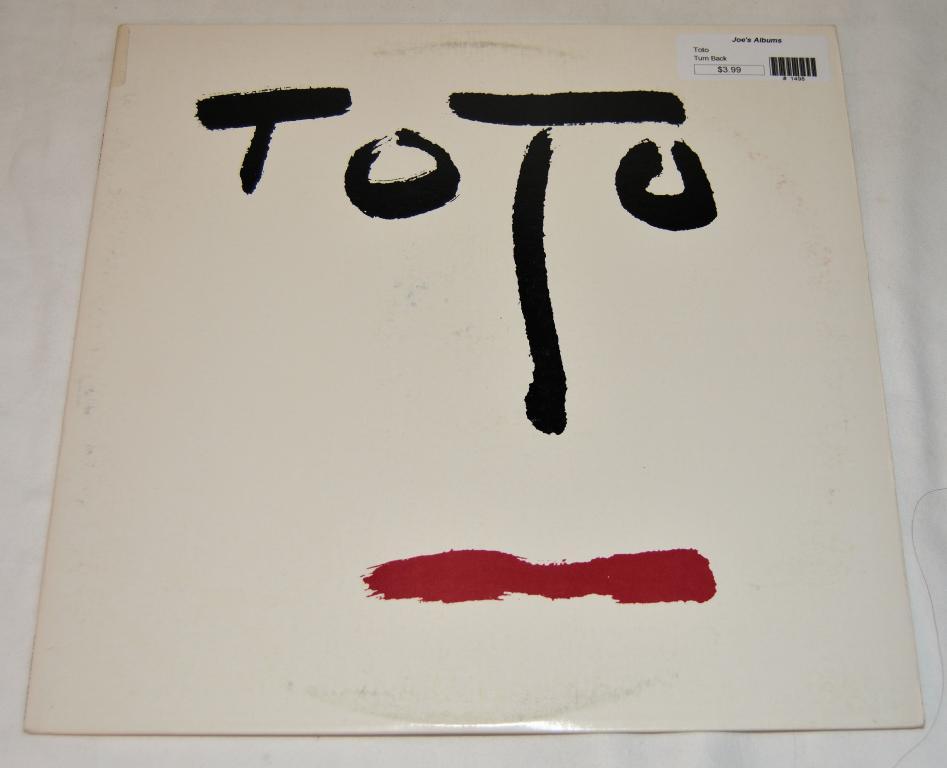 Joe's Albums
Toto
Turn Back
$3.99
# 1498
TOTO